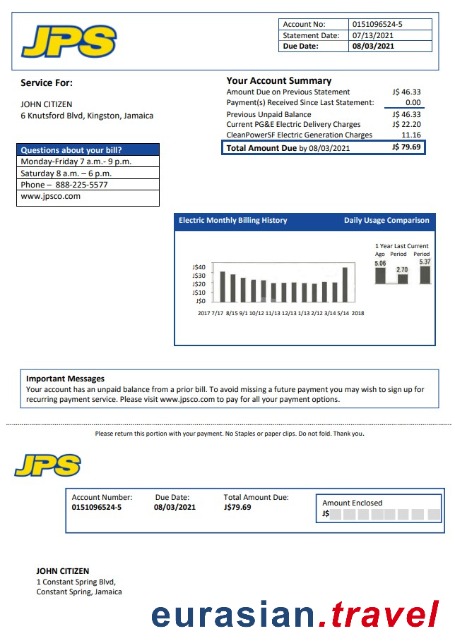 JPS
Account No: 0151096524-5
Statement Date: 07/13/2021
Due Date: 08/03/2021
Service For:
JOHN CITIZEN
6 Knutsford Blvd, Kingston, Jamaica
Your Account Summary
Amount Due on Previous Statement J$ 46.33
Payment(s) Received Since Last Statement: 0.00
Previous Unpaid Balance J$ 46.33
Current PG&E Electric Delivery Charges J$ 22.20
CleanPowerSF Electric Generation Charges 11.16
Total Amount Due by 08/03/2021 J$ 79.69
Questions about your bill?
Monday-Friday 7 a.m.- 9 p.m.
Saturday 8 a.m. – 6 p.m.
Phone – 888-225-5577
www.jpsco.com
Electric Monthly Billing History Daily Usage Comparison
1 Year Last Current
Ago Period Period
5.06 2.70 5.37
J$40
J$30
J$20
J$10
J$0
2017 7/17 8/15 9/1 10/12 11/13 12/13 1/13 2/12 3/14 5/14 2018
Important Messages
Your account has an unpaid balance from a prior bill. To avoid missing a future payment you may wish to sign up for
recurring payment service. Please visit www.jpsco.com to pay for all your payment options.
Please return this portion with your payment. No Staples or paper clips. Do not fold. Thank you.
JPS
Account Number: Due Date: Total Amount Due:
0151096524-5 08/03/2021 J$79.69
Amount Enclosed
J$
JOHN CITIZEN
1 Constant Spring Blvd,
Constant Spring, Jamaica
eurasian.travel